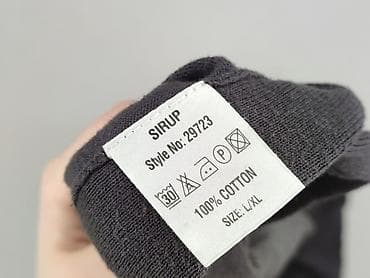 SIRUP
Style No: 29723
30 P
100% COTTON
SIZE: L/XL